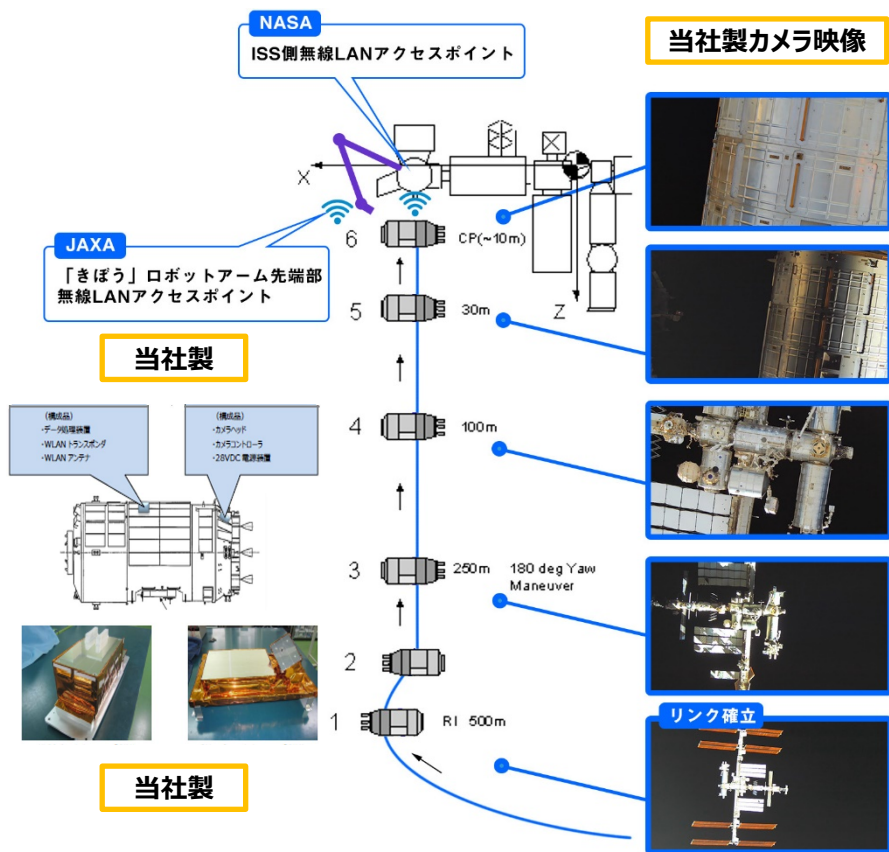 NASA
ISS側無線LANアクセスポイント
当社製カメラ映像
X
JAXA
「きぼう」ロボットアーム先端部
無線LANアクセスポイント
6
CP(~10m)
Z
5
30m
当社製
(構成品)
・データ処理装置
・WLANトランスポンダ
・WLANアンテナ
(構成品)
・カメラヘッド
・カメラコントローラ
・28VDC 電源装置
4
100m
3
250m
180 deg Yaw
Maneuver
2
1
RI 500m
リンク確立
当社製